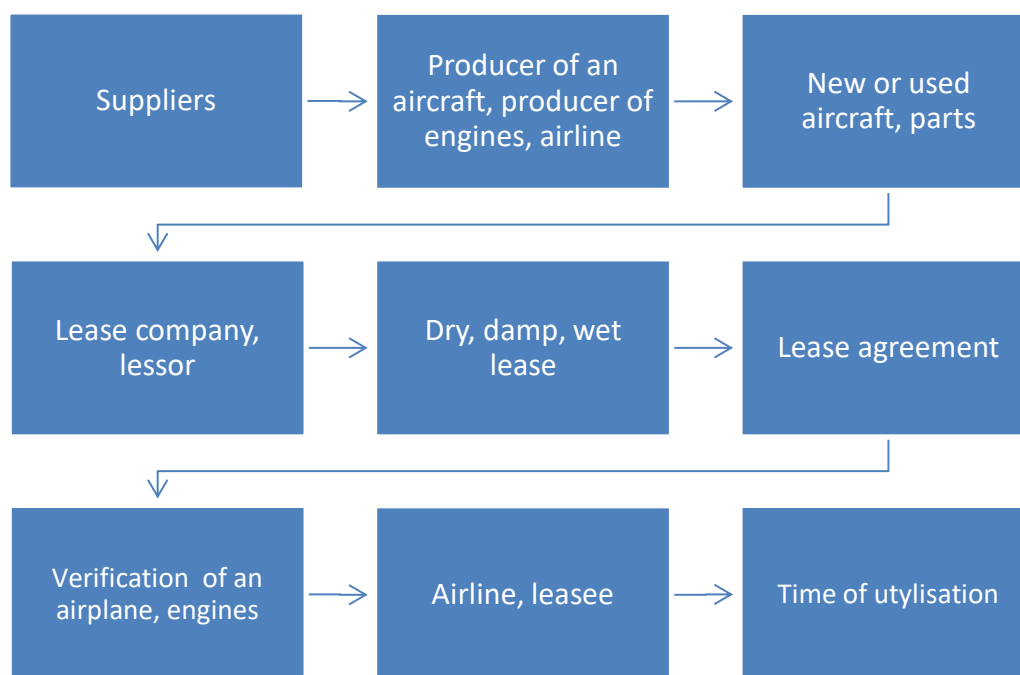 Suppliers
Producer of an
aircraft, producer of
engines, airline
New or used
aircraft, parts
Lease company,
lessor
Dry, damp, wet
lease
Lease agreement
Verification of an
airplane, engines
Airline, leasee
Time of utylisation